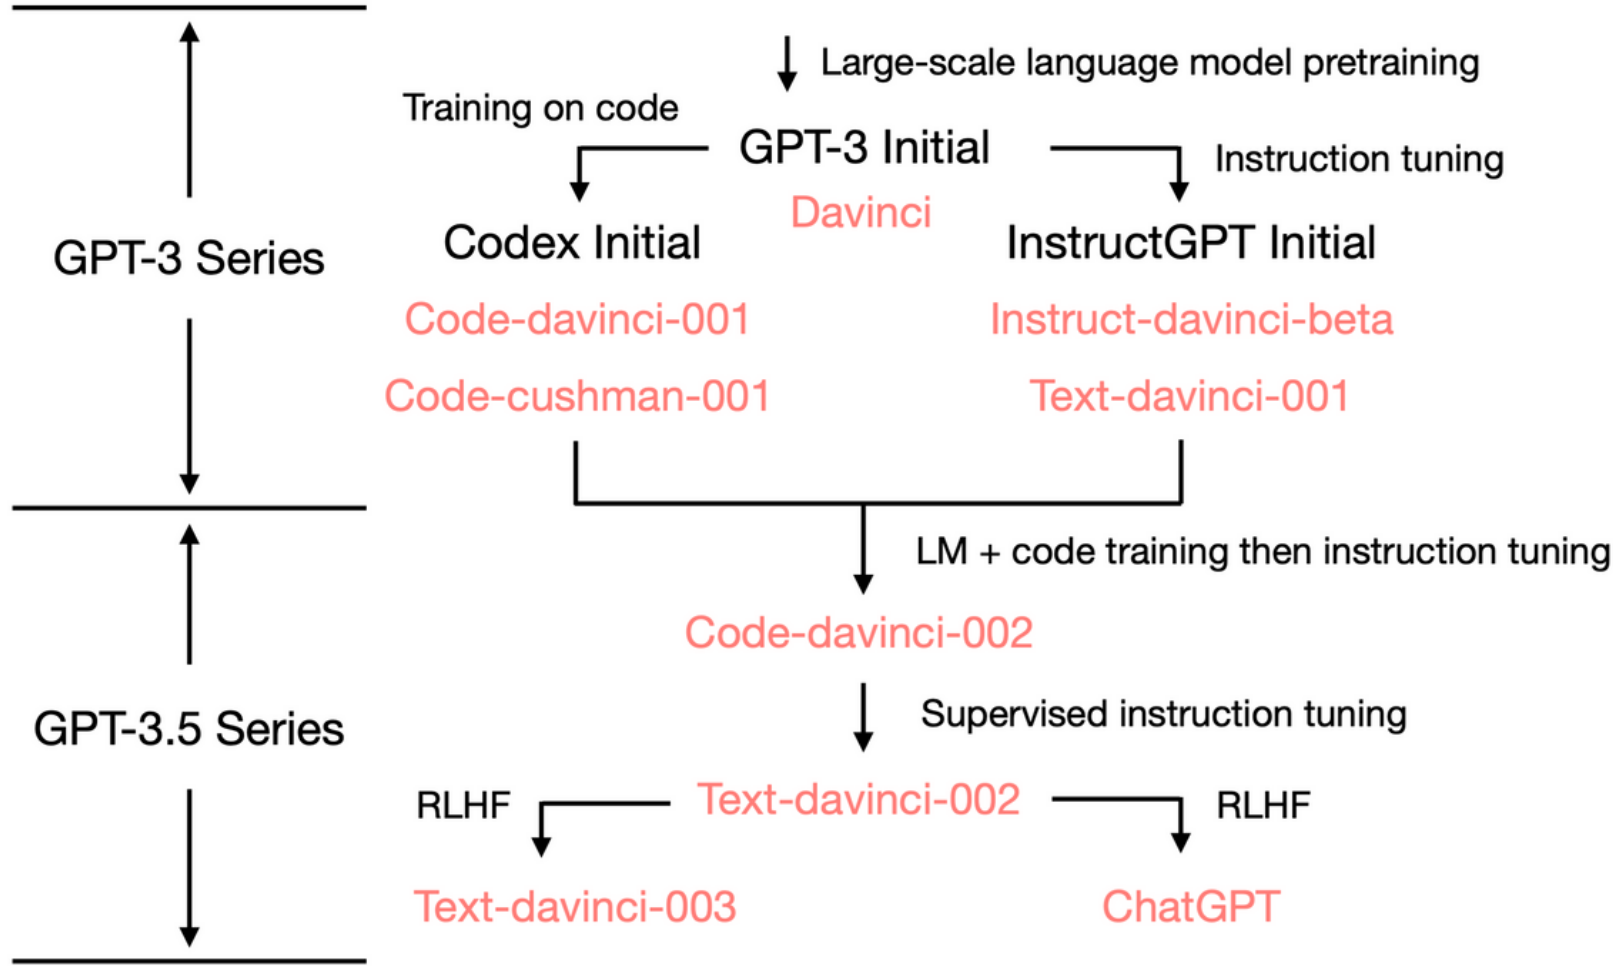 Large-scale language model pretraining
Training on code
GPT-3 Initial
Instruction tuning
Davinci
Codex Initial
InstructGPT Initial
GPT-3 Series
Code-davinci-001
Instruct-davinci-beta
Code-cushman-001
Text-davinci-001
LM + code training then instruction tuning
Code-davinci-002
Supervised instruction tuning
GPT-3.5 Series
RLHF
Text-davinci-002
RLHF
Text-davinci-003
ChatGPT